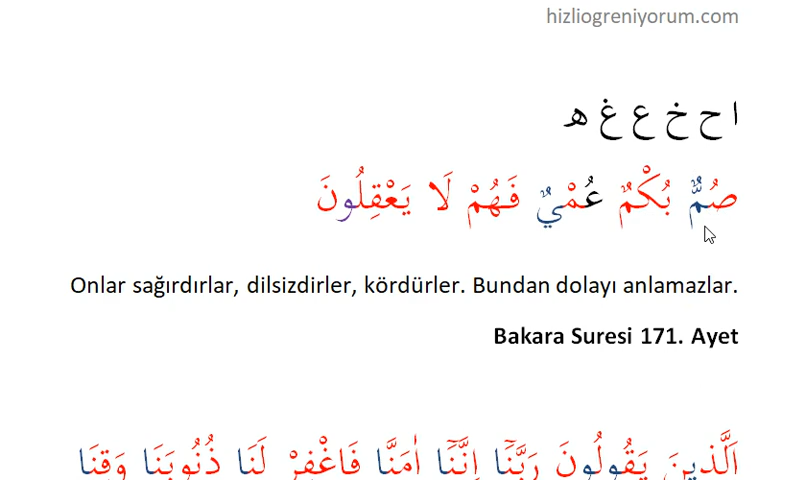 hizliogreniyorum.com
ا ح خ ع غ ه
صُمٌّ بُكْمٌ عُمْيٌ فَهُمْ لَا يَعْقِلُونَ
Onlar sağırdırlar, dilsizdirler, kördürler. Bundan dolayı anlamazlar.
Bakara Suresi 171. Ayet
اَلَّذِينَ يَقُولُونَ رَبَّنَٓا اِنَّنَٓا اٰمَنَّا فَاغْفِرْ لَنَا ذُنُوبَنَا وَقِنَا